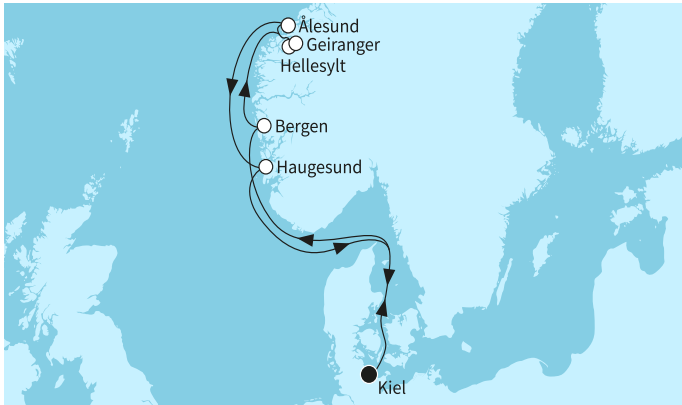 Ålesund
Geiranger
Hellesylt
Bergen
Haugesund
Kiel